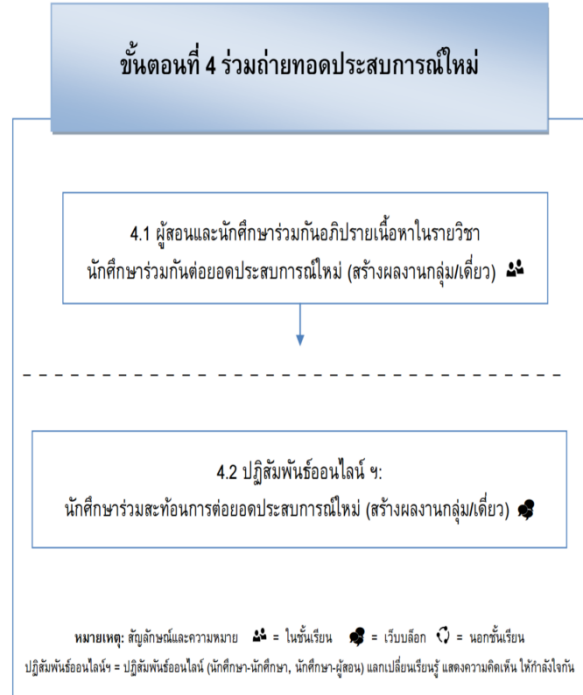 ขั้นตอนที่ 4 ร่วมถ่ายทอดประสบการณ์ใหม่
4.1 ผู้สอนและนักศึกษาร่วมกันอภิปรายเนื้อหาในรายวิชา
นักศึกษาร่วมกันต่อยอดประสบการณ์ใหม่ (สร้างผลงานกลุ่ม/เดี่ยว)
4.2 ปฏิสัมพันธ์ออนไลน์ ฯ:
นักศึกษาร่วมสะท้อนการต่อยอดประสบการณ์ใหม่ (สร้างผลงานกลุ่ม/เดี่ยว)
หมายเหตุ: สัญลักษณ์และความหมาย = ในชั้นเรียน = เว็บบล็อก = นอกชั้นเรียน
ปฏิสัมพันธ์ออนไลน์ฯ = ปฏิสัมพันธ์ออนไลน์ (นักศึกษา-นักศึกษา, นักศึกษา-ผู้สอน) แลกเปลี่ยนเรียนรู้ แสดงความคิดเห็น ให้กำลังใจกัน